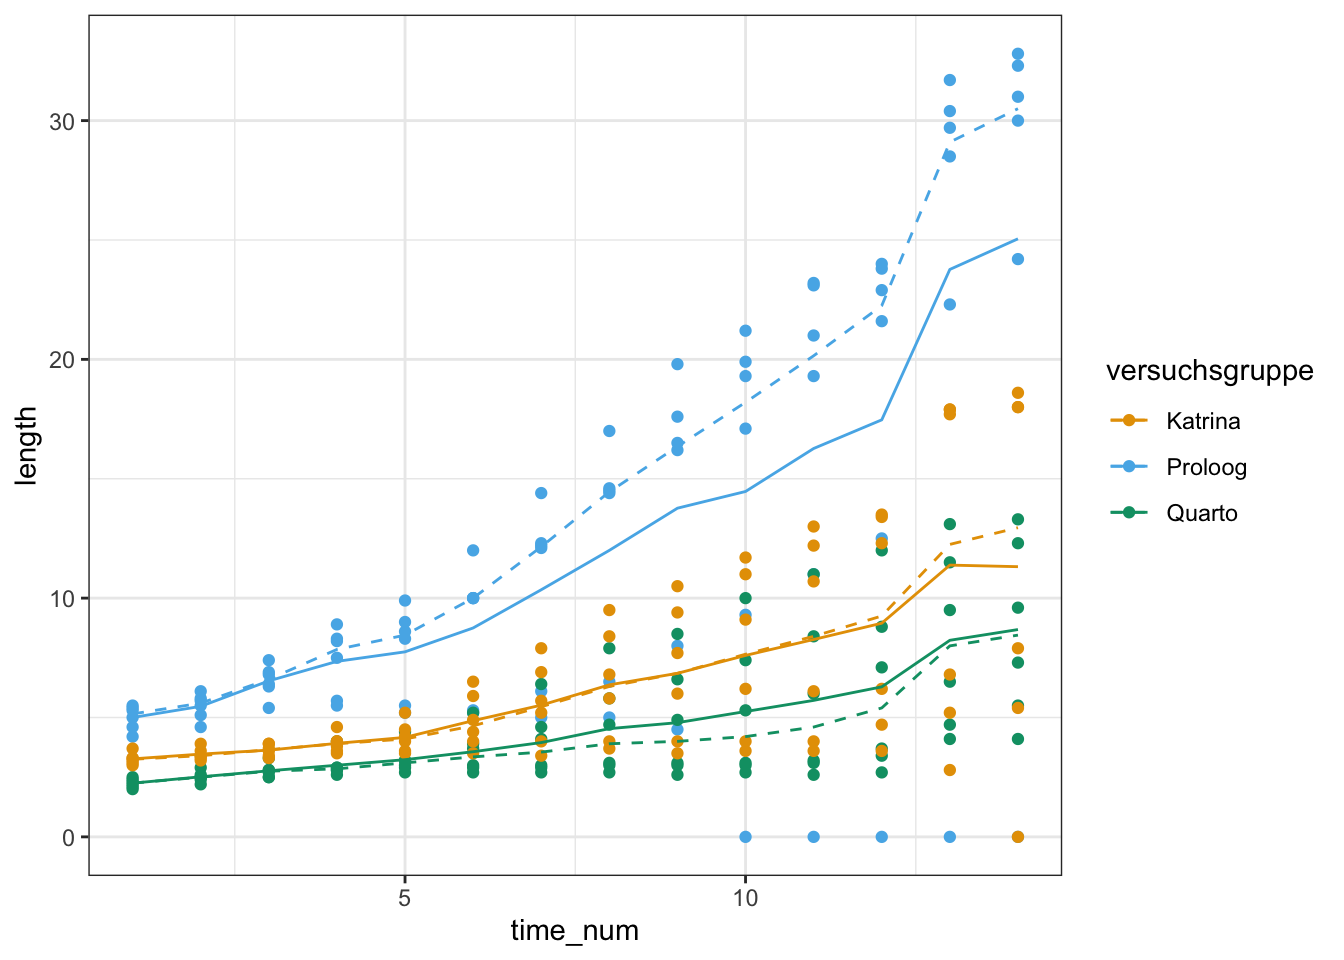 30
20
10
0
length
5
10
time_num
versuchsgruppe
Katrina
Proloog
Quarto